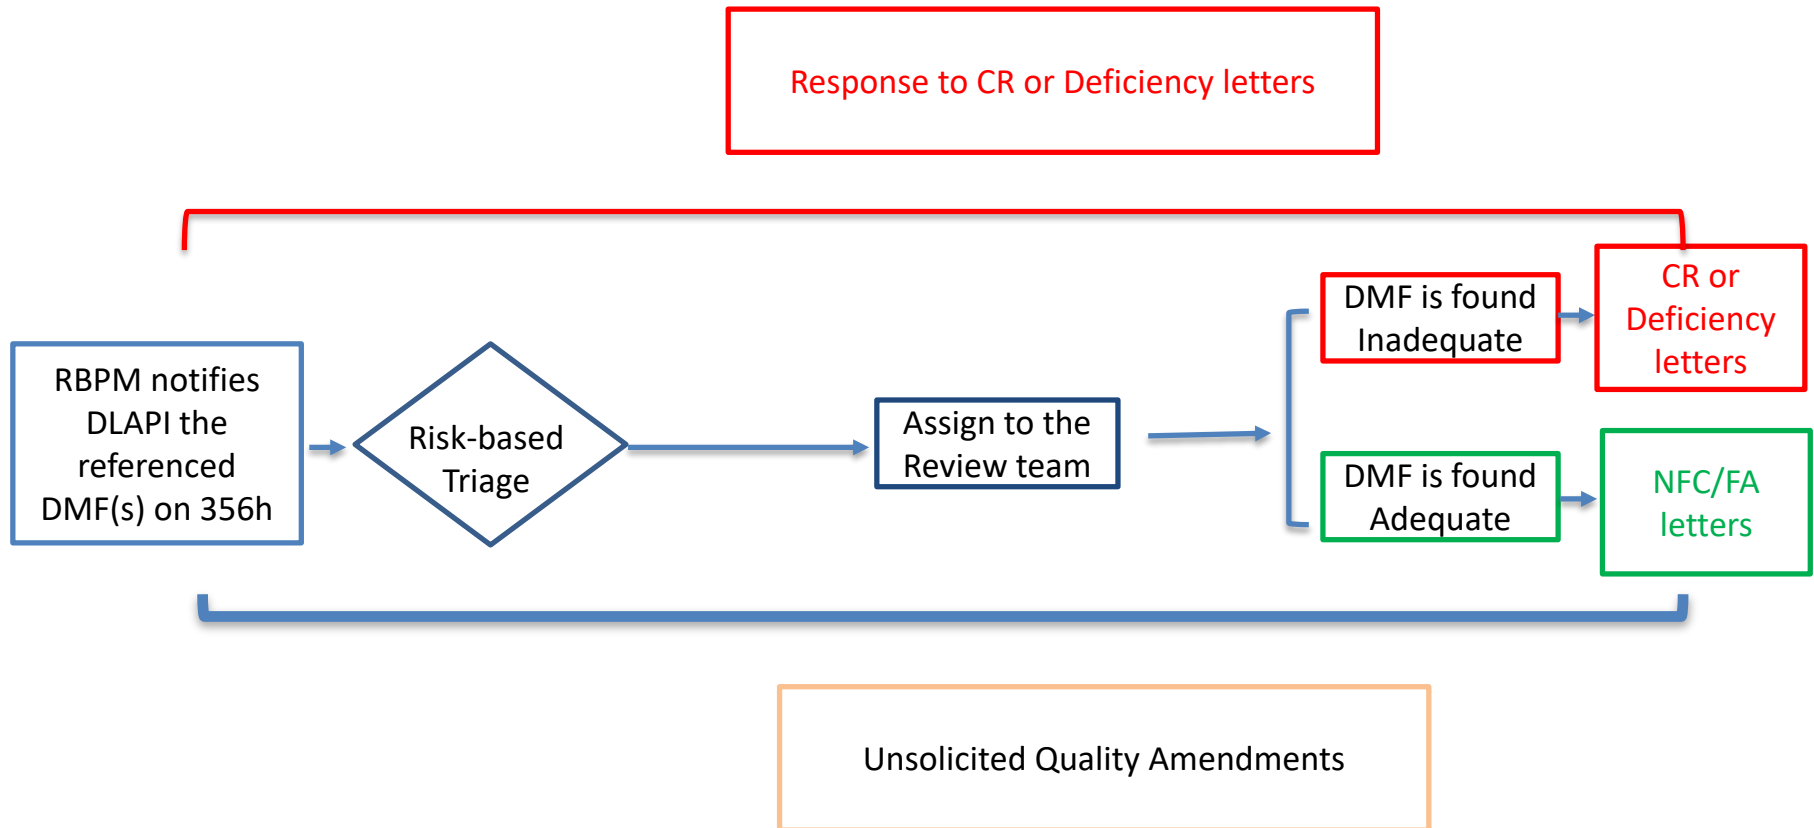 Response to CR or Deficiency letters
RBPM notifies
DLAPI the
referenced
DMF(s) on 356h
Risk-based
Triage
Assign to the
Review team
DMF is found
Inadequate
CR or
Deficiency
letters
DMF is found
Adequate
NFC/FA
letters
Unsolicited Quality Amendments